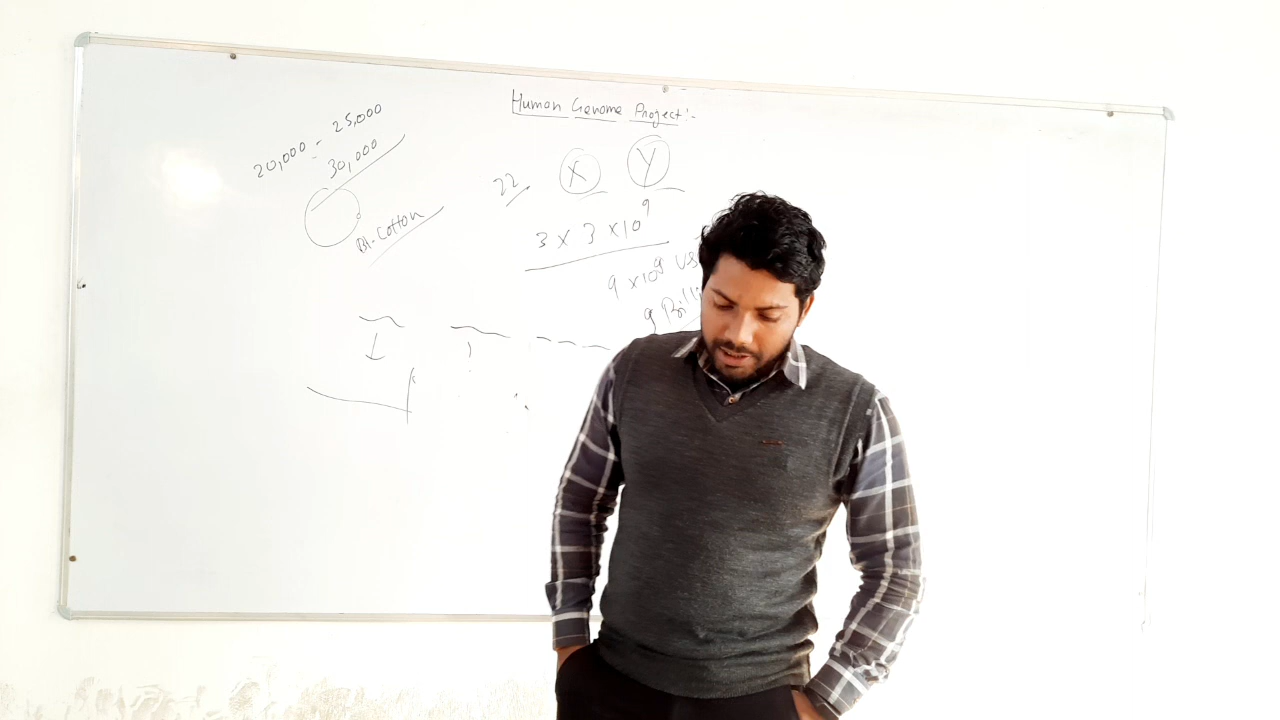 Human Genome Project:-
20,000 - 25,000
30,000
22
X Y
3 x 3 x 10⁹
Bt-Cotton
9 x 10⁹ US
9 Billi